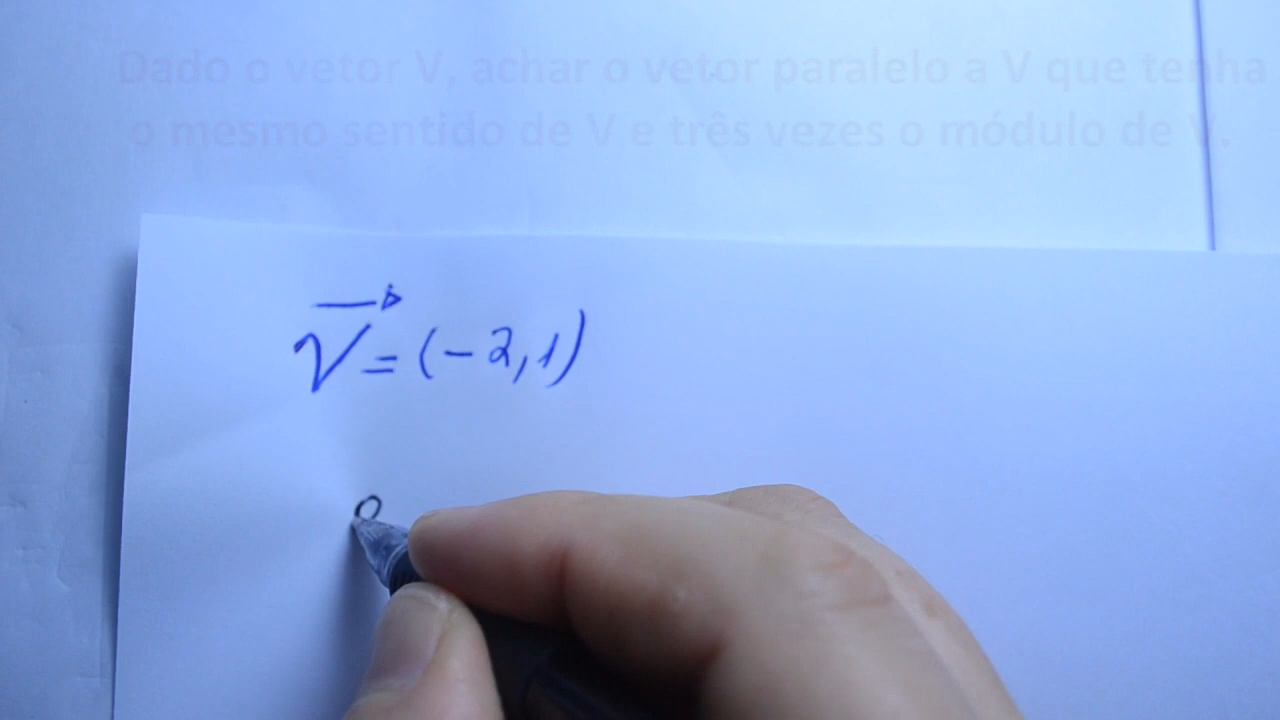 Dado o vetor V, achar o vetor paralelo a V que tenha
o mesmo sentido de V e três vezes o módulo de V.
V = (-2, 1)